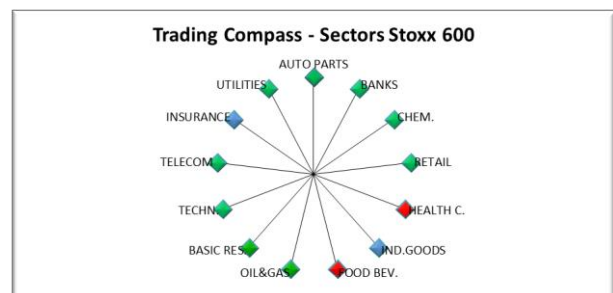 Trading Compass - Sectors Stoxx 600
AUTO PARTS
UTILITIES
BANKS
INSURANCE
CHEM.
TELECOM
RETAIL
TECHN.
HEALTH C.
BASIC RES.
IND.GOODS
OIL&GAS
FOOD BEV.